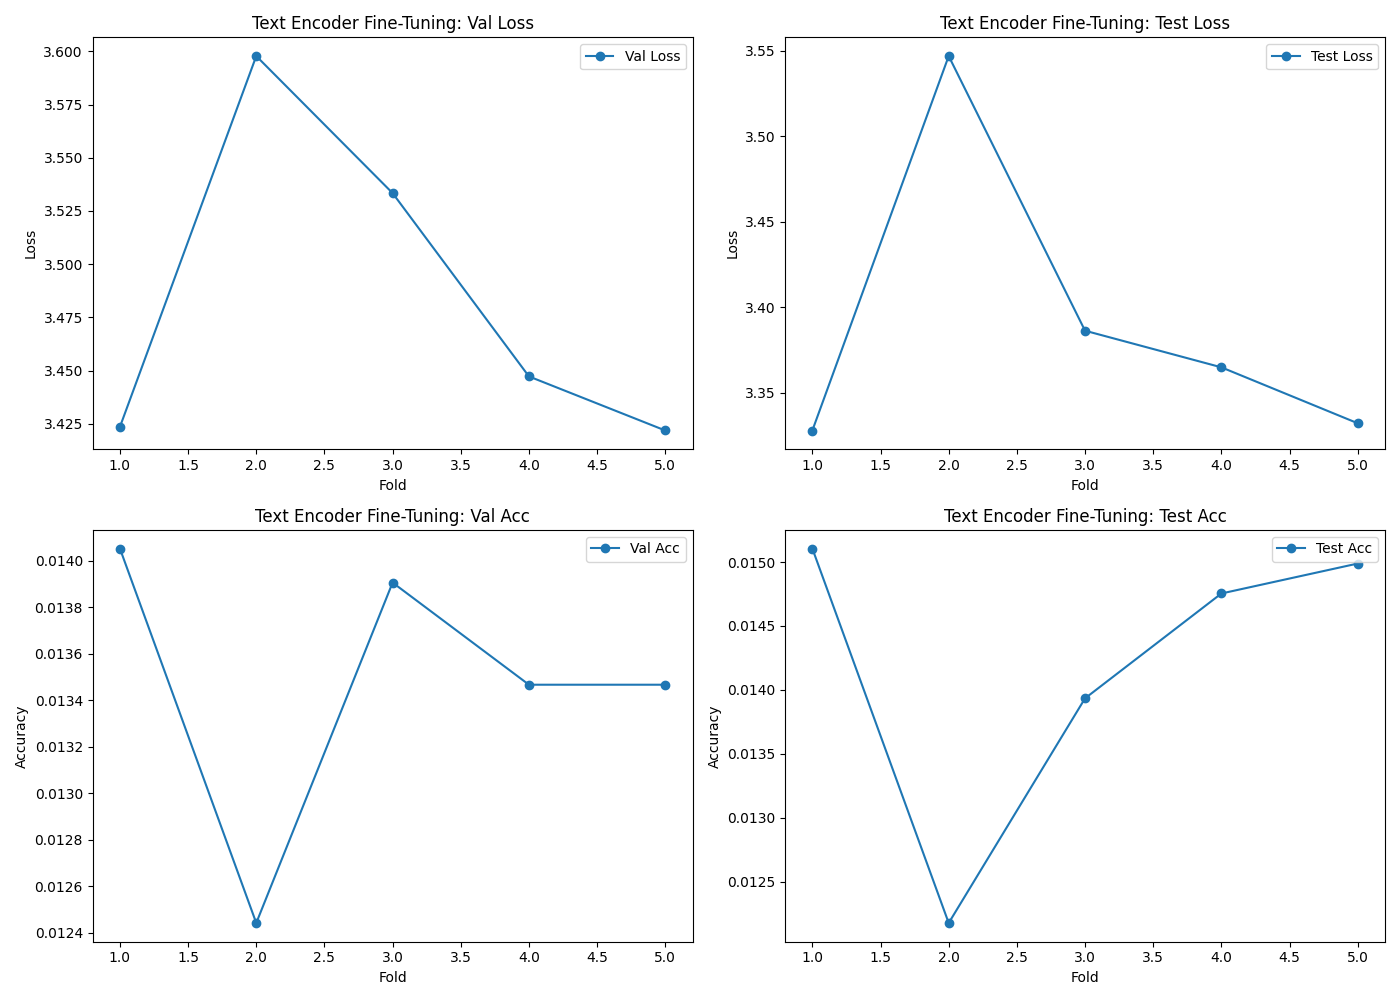 Text Encoder Fine-Tuning: Val Loss
3.600
3.575
3.550
3.525
3.500
3.475
3.450
3.425
Loss
Val Loss
1.0 1.5 2.0 2.5 3.0 3.5 4.0 4.5 5.0
Fold
Text Encoder Fine-Tuning: Test Loss
3.55
3.50
3.45
3.40
3.35
Loss
Test Loss
1.0 1.5 2.0 2.5 3.0 3.5 4.0 4.5 5.0
Fold
Text Encoder Fine-Tuning: Val Acc
0.0140
0.0138
0.0136
0.0134
0.0132
0.0130
0.0128
0.0126
0.0124
Accuracy
Val Acc
1.0 1.5 2.0 2.5 3.0 3.5 4.0 4.5 5.0
Fold
Text Encoder Fine-Tuning: Test Acc
0.0150
0.0145
0.0140
0.0135
0.0130
0.0125
Accuracy
Test Acc
1.0 1.5 2.0 2.5 3.0 3.5 4.0 4.5 5.0
Fold